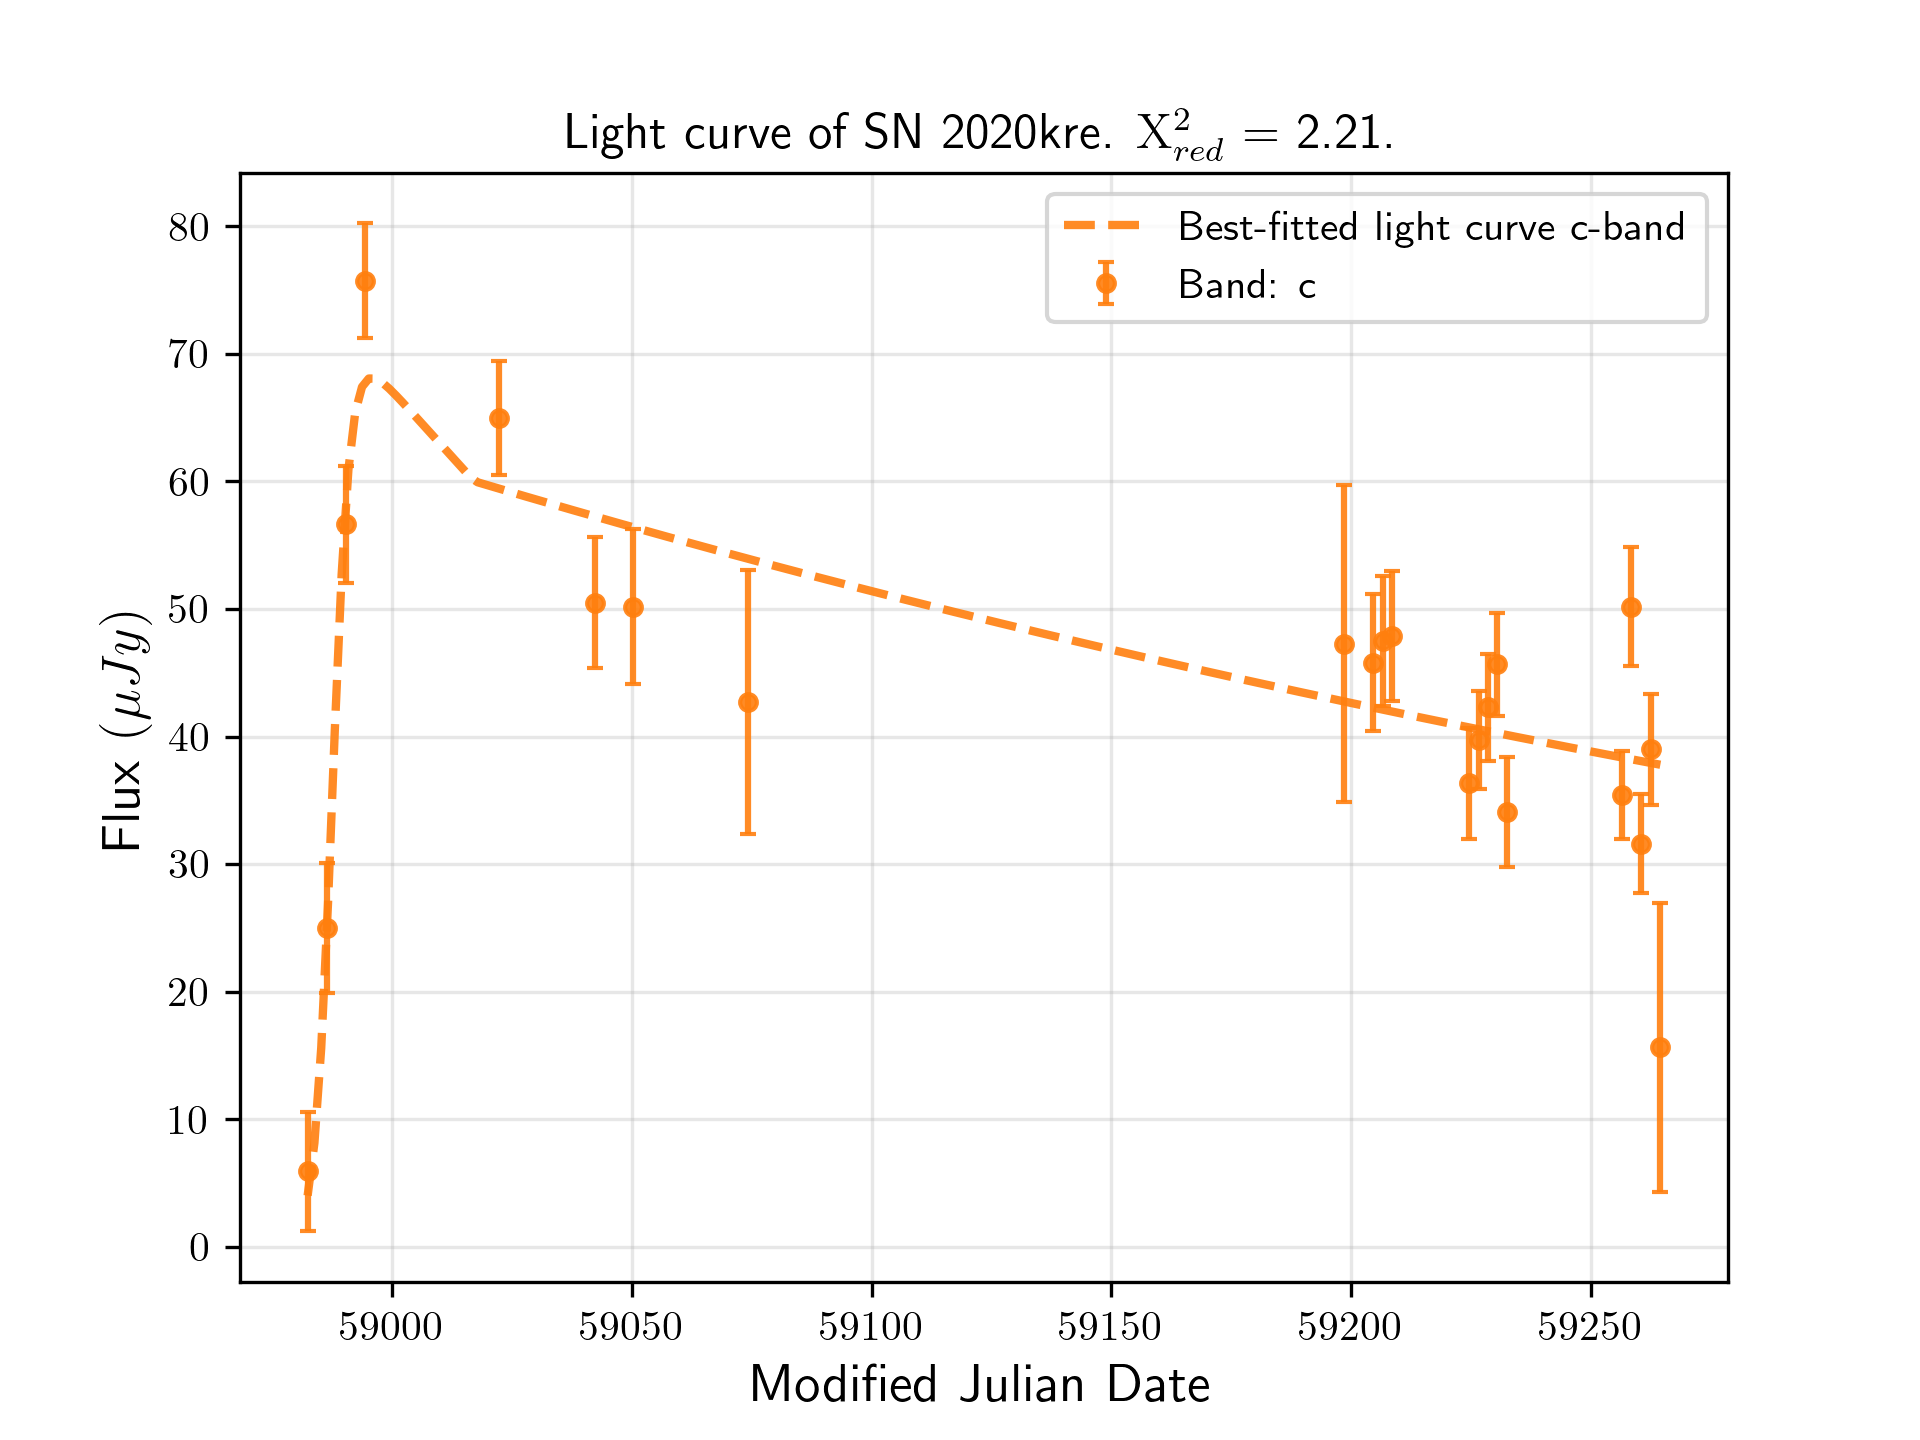 Light curve of SN 2020kre. X²_red = 2.21.
Best-fitted light curve c-band
Band: c
Flux (μJy)
80
70
60
50
40
30
20
10
0
59000 59050 59100 59150 59200 59250
Modified Julian Date